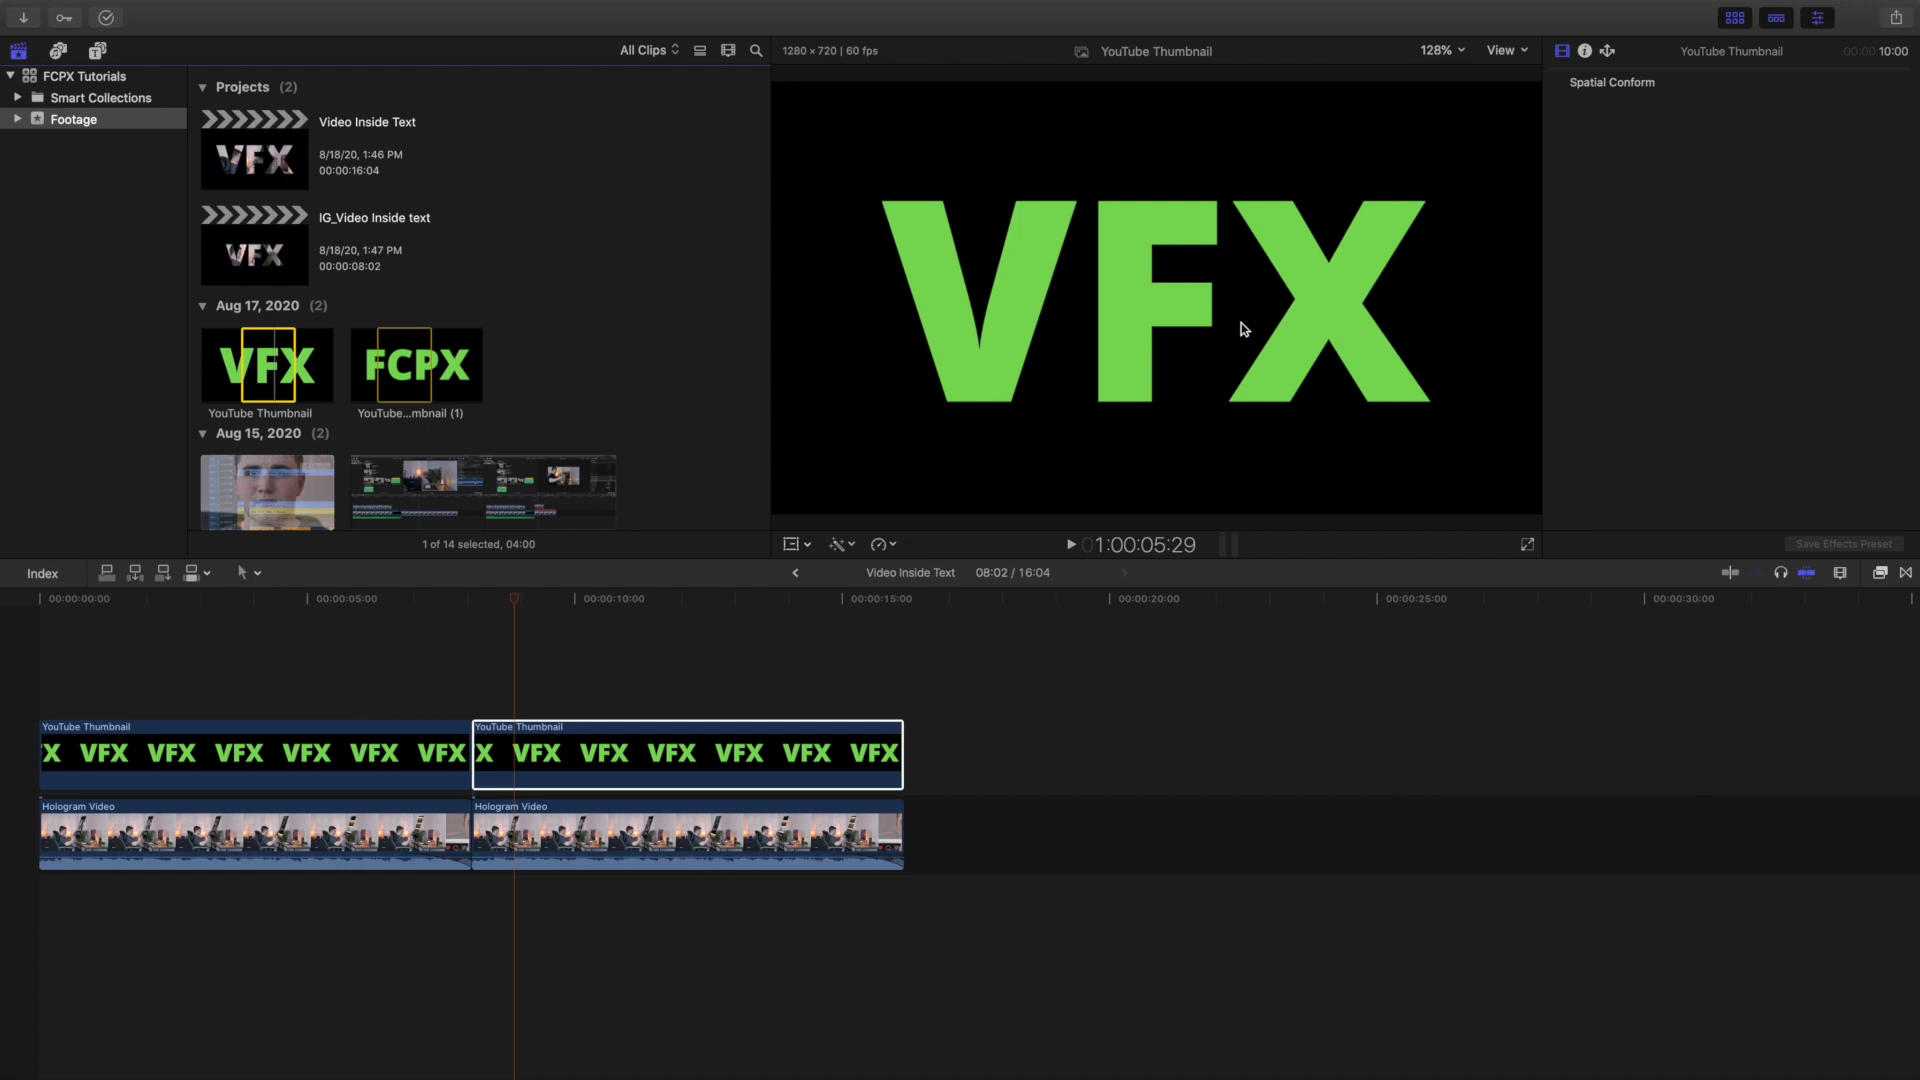 All Clips
1280 × 720 | 60 fps
YouTube Thumbnail
128%
View
YouTube Thumbnail
00:00:10:00
FCPX Tutorials
Smart Collections
Footage
Projects (2)
Video Inside Text
8/18/20, 1:46 PM
00:00:16:04
VFX
IG_Video Inside text
8/18/20, 1:47 PM
00:00:08:02
VFX
Aug 17, 2020 (2)
VFX
FCPX
YouTube Thumbnail
YouTube...mbnail (1)
Aug 15, 2020 (2)
1 of 14 selected, 04:00
VFX
Spatial Conform
01:00:05:29
Save Effects Preset
Index
Video Inside Text
08:02 / 16:04
00:00:00:00
00:00:05:00
00:00:10:00
00:00:15:00
00:00:20:00
00:00:25:00
00:00:30:00
YouTube Thumbnail
X VFX VFX VFX VFX VFX VFX
YouTube Thumbnail
X VFX VFX VFX VFX VFX VFX
Hologram Video
Hologram Video